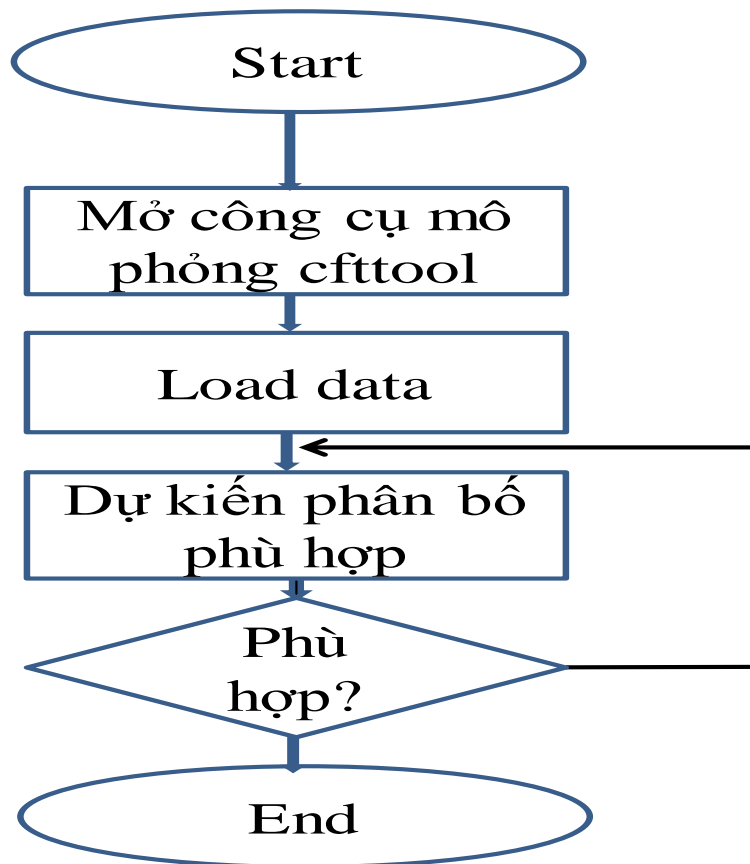 Start
Mở công cụ mô
phỏng cfttool
Load data
Dự kiến phân bố
phù hợp
Phù
hợp?
End